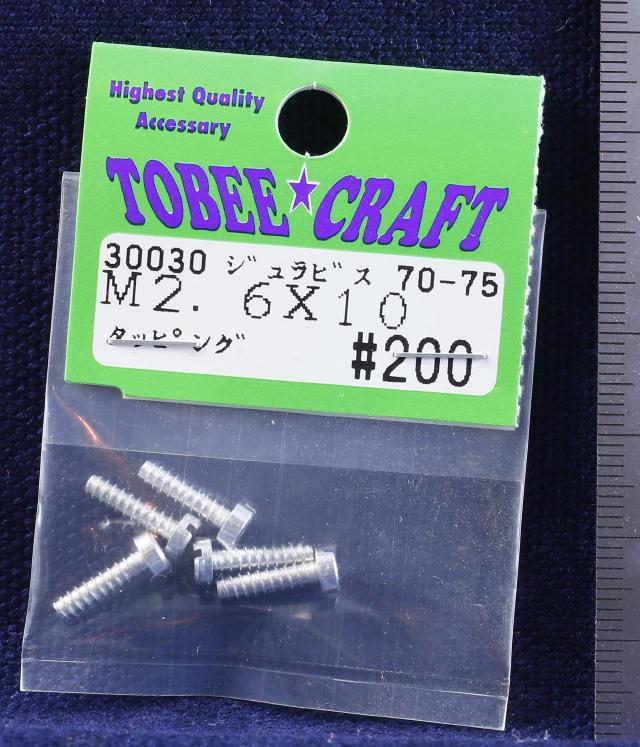 Highest Quality
Accessary
TOBEE★CRAFT
30030 ジュラビス 70-75
M2.6X10
タッピング #200